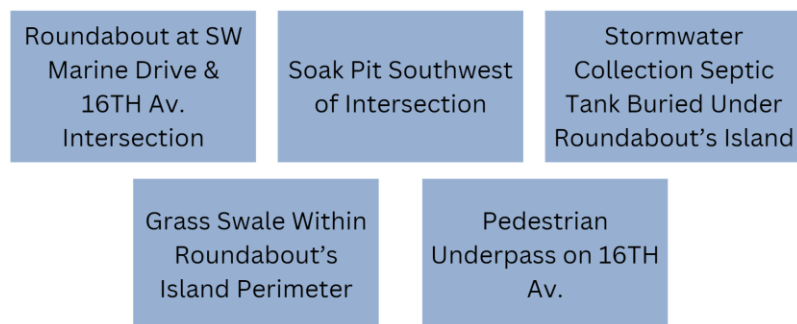 Roundabout at SW
Marine Drive &
16TH Av.
Intersection
Soak Pit Southwest
of Intersection
Stormwater
Collection Septic
Tank Buried Under
Roundabout’s Island
Grass Swale Within
Roundabout’s
Island Perimeter
Pedestrian
Underpass on 16TH
Av.